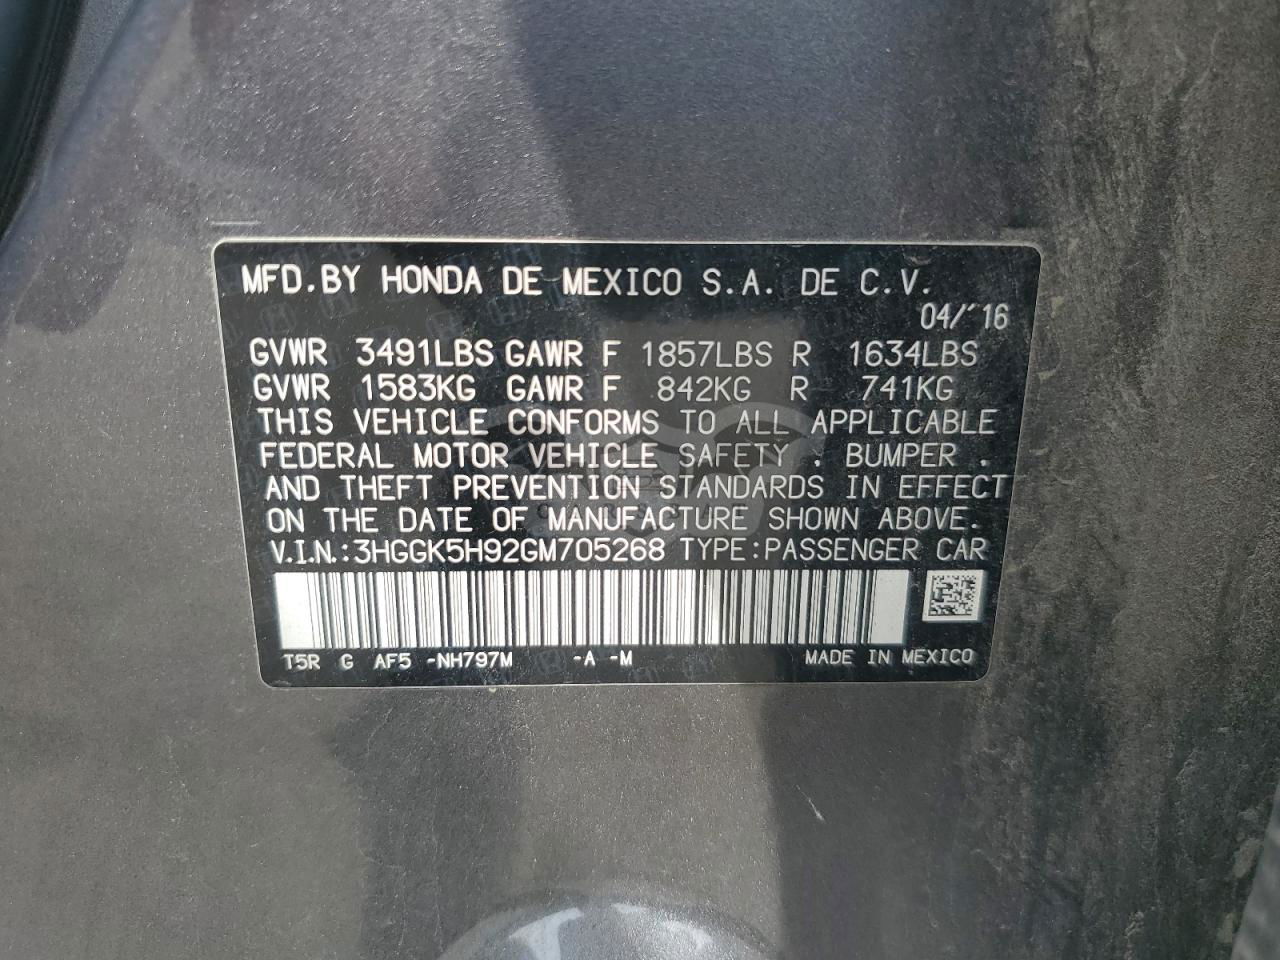 MFD.BY HONDA DE MEXICO S.A. DE C.V.
04/'16
GVWR 3491LBS GAWR F 1857LBS R 1634LBS
GVWR 1583KG GAWR F 842KG R 741KG
THIS VEHICLE CONFORMS TO ALL APPLICABLE
FEDERAL MOTOR VEHICLE SAFETY . BUMPER .
AND THEFT PREVENTION STANDARDS IN EFFECT
ON THE DATE OF MANUFACTURE SHOWN ABOVE.
V.I.N.:3HGGK5H92GM705268 TYPE:PASSENGER CAR
T5R G AF5 -NH797M -A -M MADE IN MEXICO